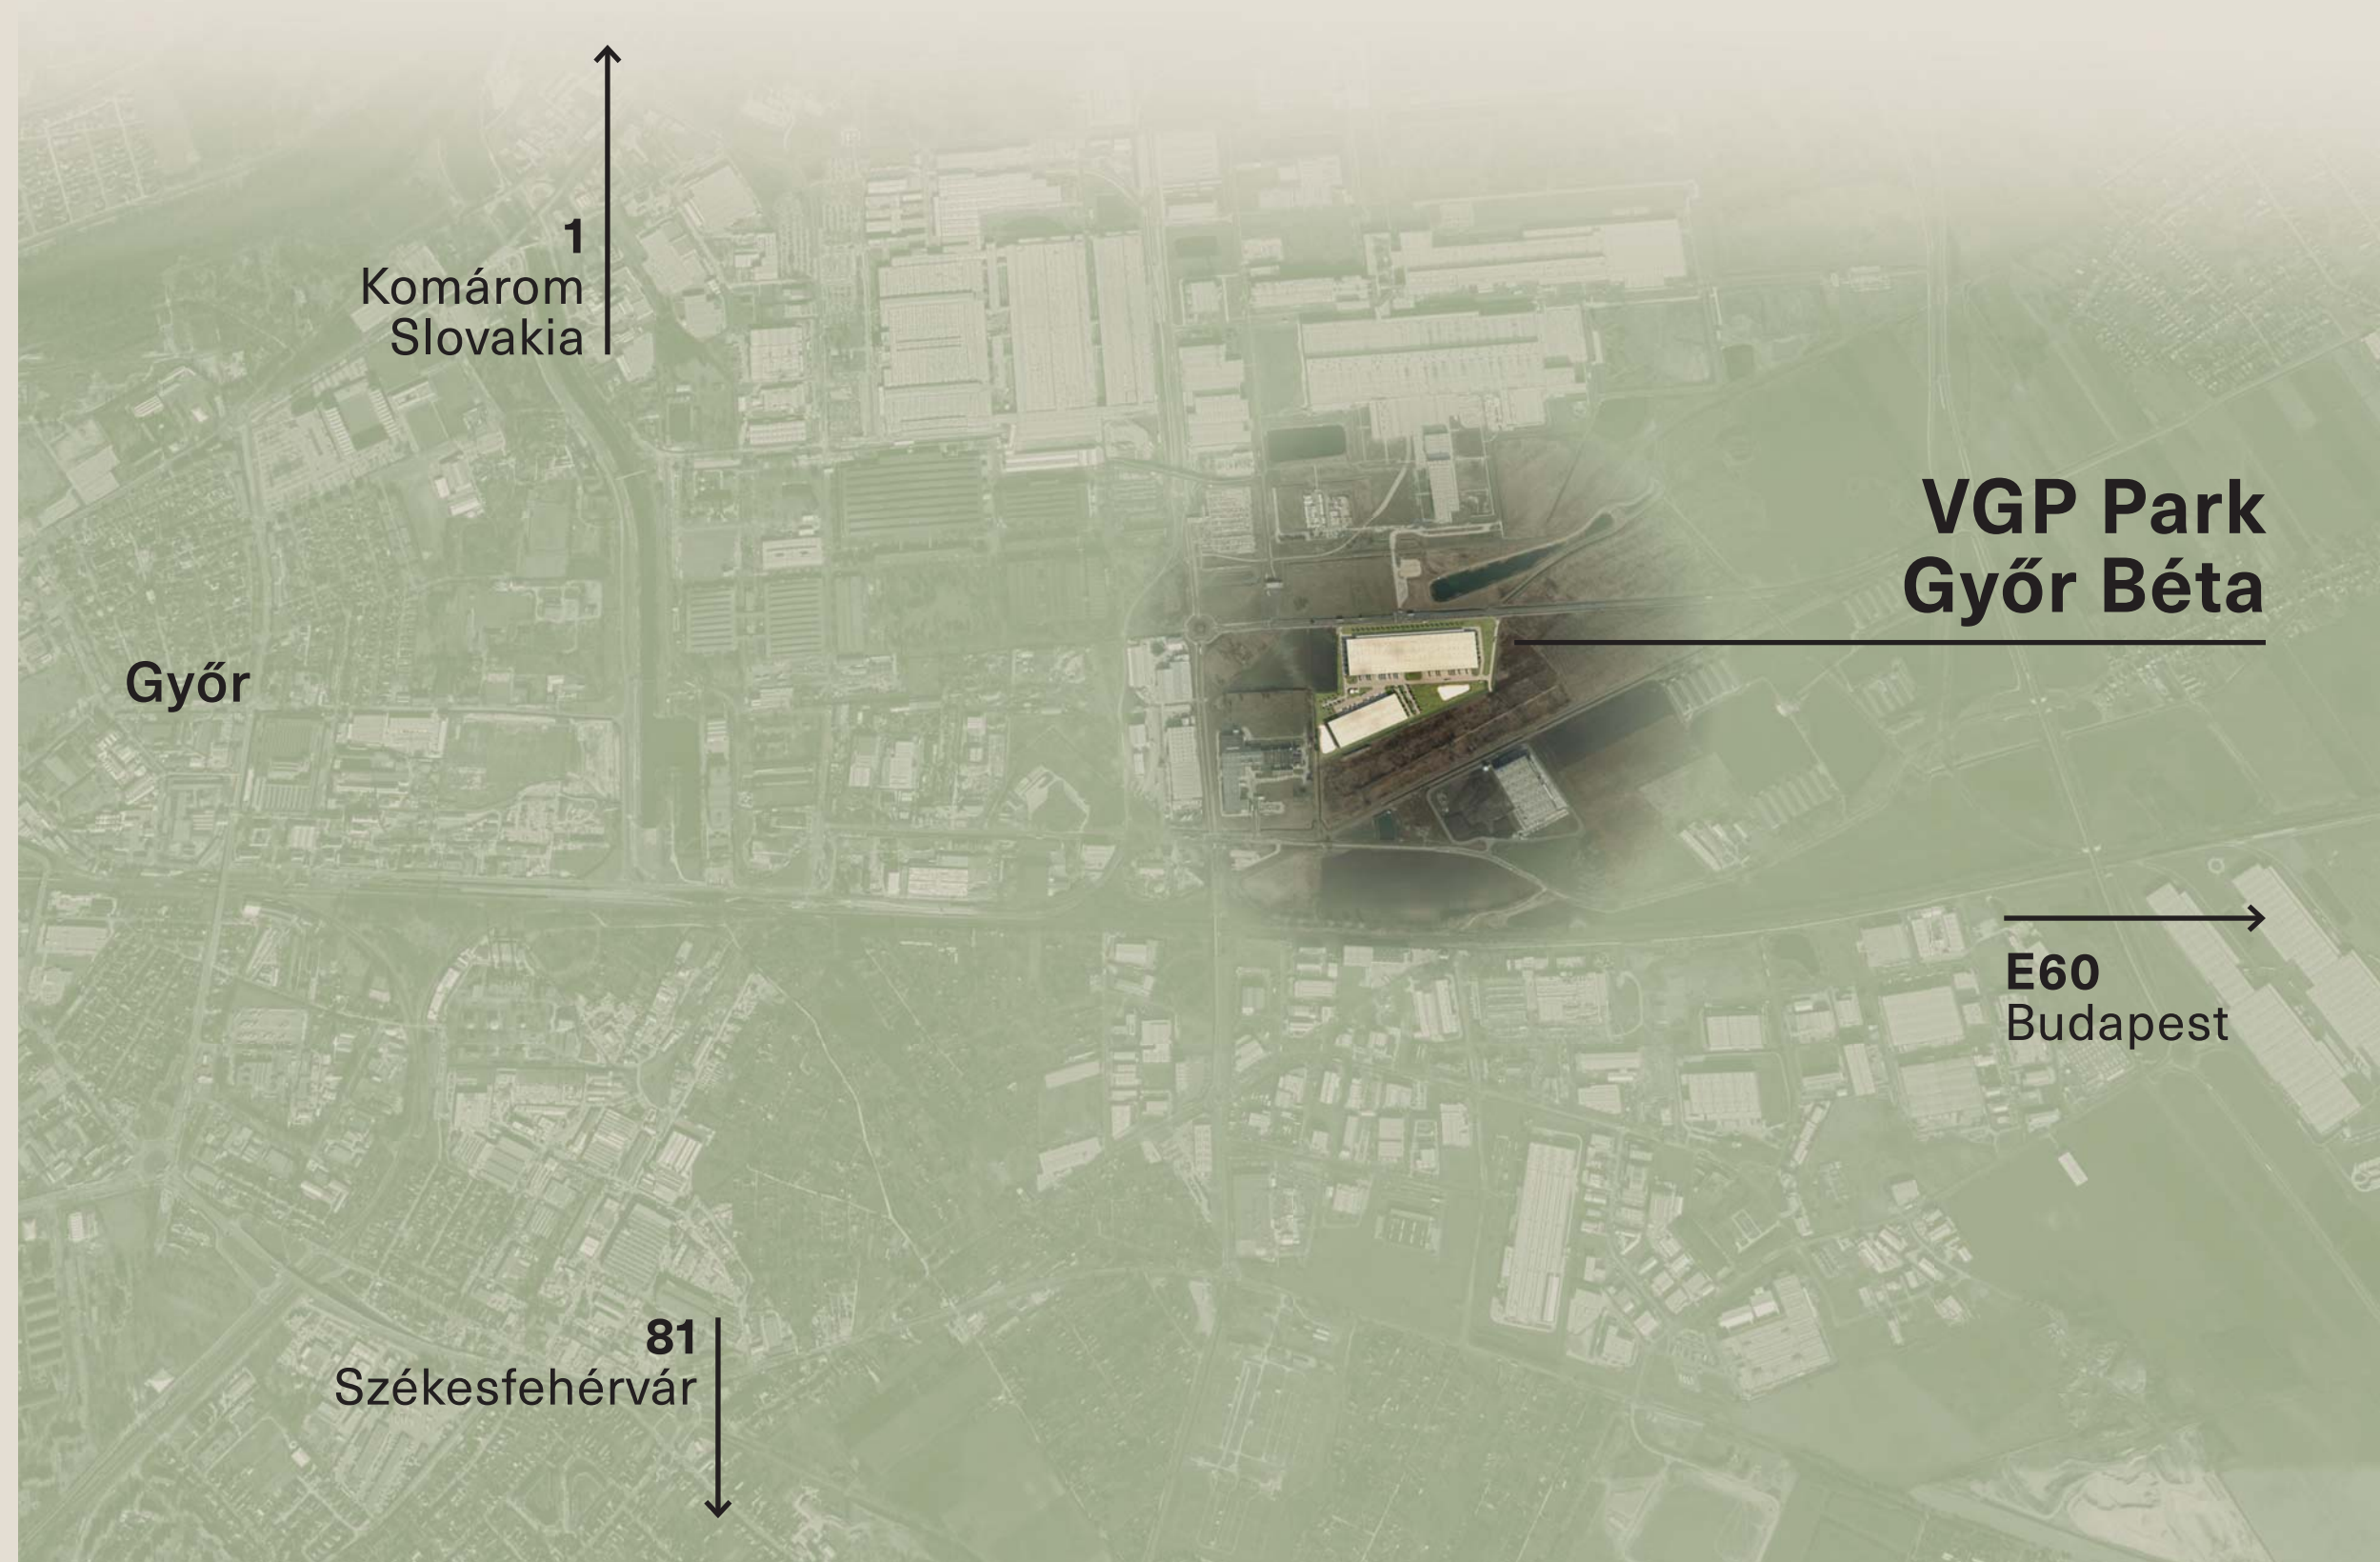 1
Komárom
Slovakia
VGP Park
Győr Béta
Győr
E60
Budapest
81
Székesfehérvár